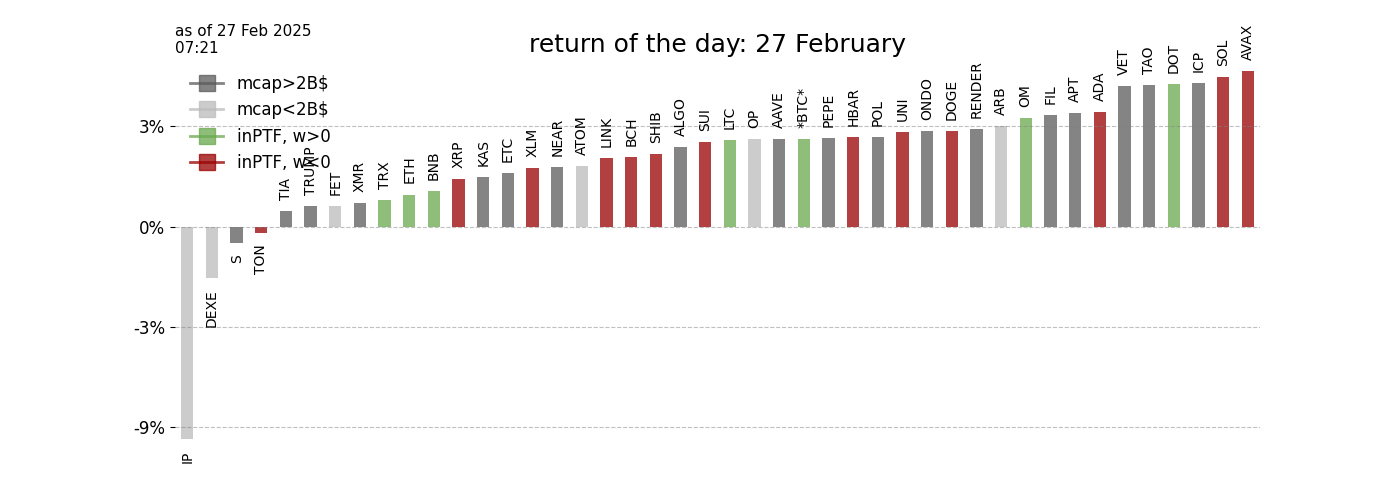 as of 27 Feb 2025
07:21
return of the day: 27 February
mcap>2B$
mcap<2B$
inPTF, w>0
inPTF, w<0
3%
0%
-3%
-9%
IP
DEXE
S
TON
TIA
TRUMP
FET
XMR
TRX
ETH
BNB
XRP
KAS
ETC
XLM
NEAR
ATOM
LINK
BCH
SHIB
ALGO
SUI
LTC
OP
AAVE
*BTC*
PEPE
HBAR
POL
UNI
ONDO
DOGE
RENDER
ARB
OM
FIL
APT
ADA
VET
TAO
DOT
ICP
SOL
AVAX